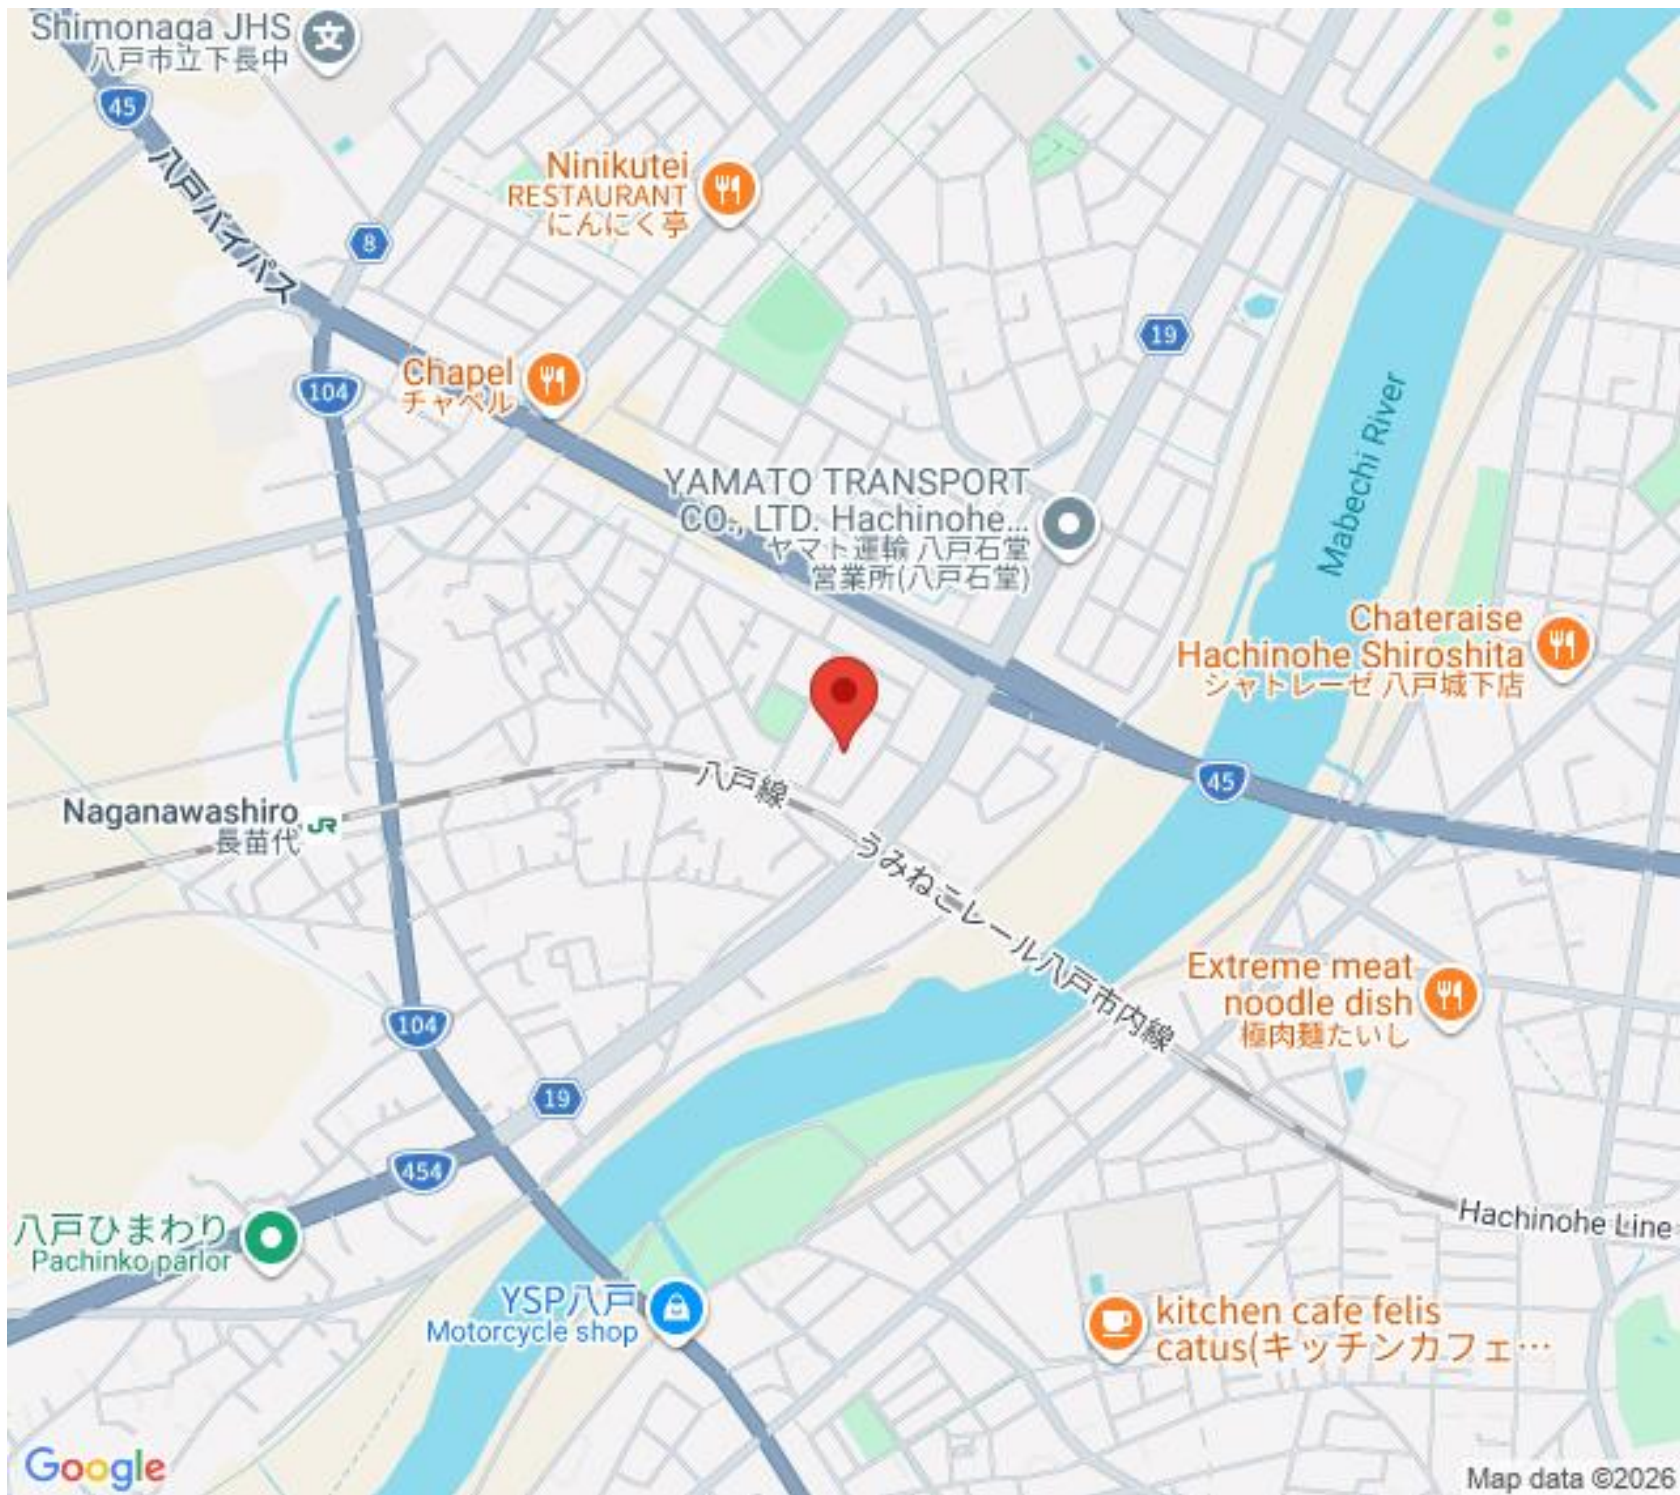 Shimonaga JHS
八戸市立下長中
45
八戸バイパス
Ninikutei
RESTAURANT
にんにく亭
8
19
Chapel
チャペル
104
Mabechi River
YAMATO TRANSPORT
CO., LTD. Hachinohe...
ヤマト運輸 八戸石堂
営業所(八戸石堂)
Chateraise
Hachinohe Shiroshita
シャトレーゼ 八戸城下店
45
八戸線
Naganawashiro
長苗代
JR
うみねこレール八戸市内線
Extreme meat
noodle dish
極肉麺たいし
104
19
454
Hachinohe Line
八戸ひまわり
Pachinko parlor
YSP八戸
Motorcycle shop
kitchen cafe felis
catus(キッチンカフェ…
Google
Map data ©2026